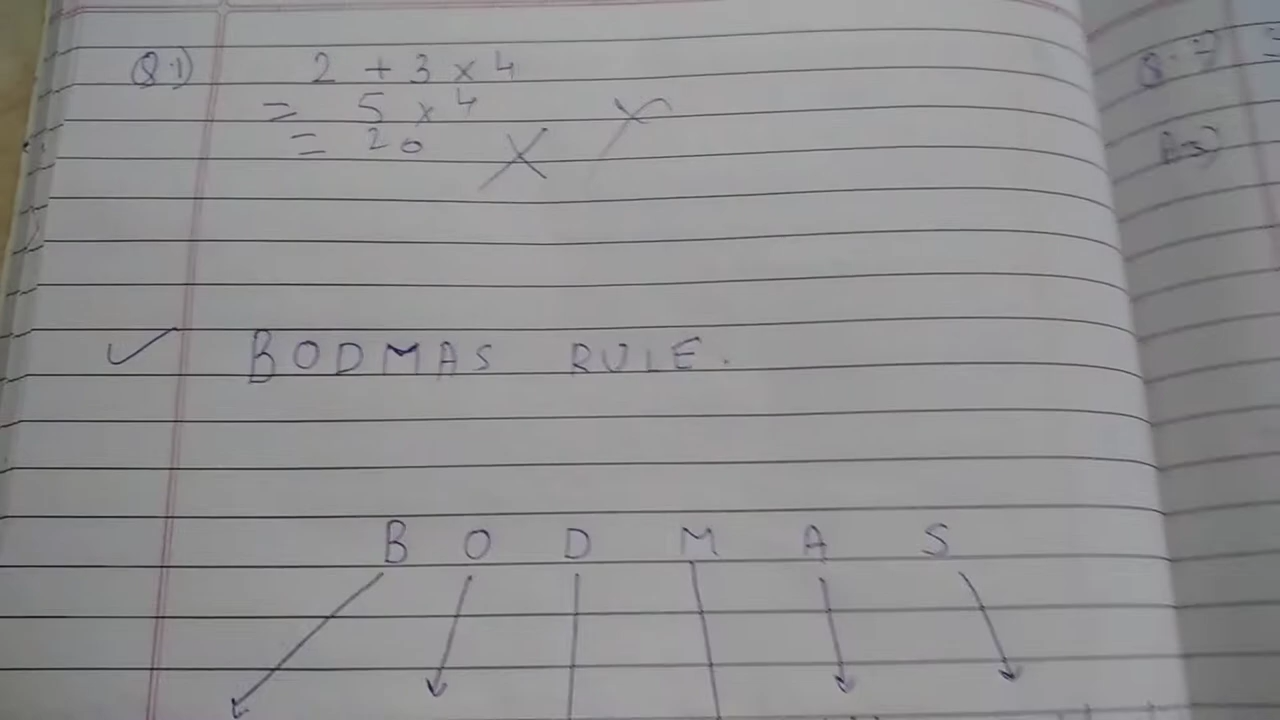 Q.1) 2 + 3 × 4
= 5 × 4
= 20
BODMAS RULE.
B O D M A S